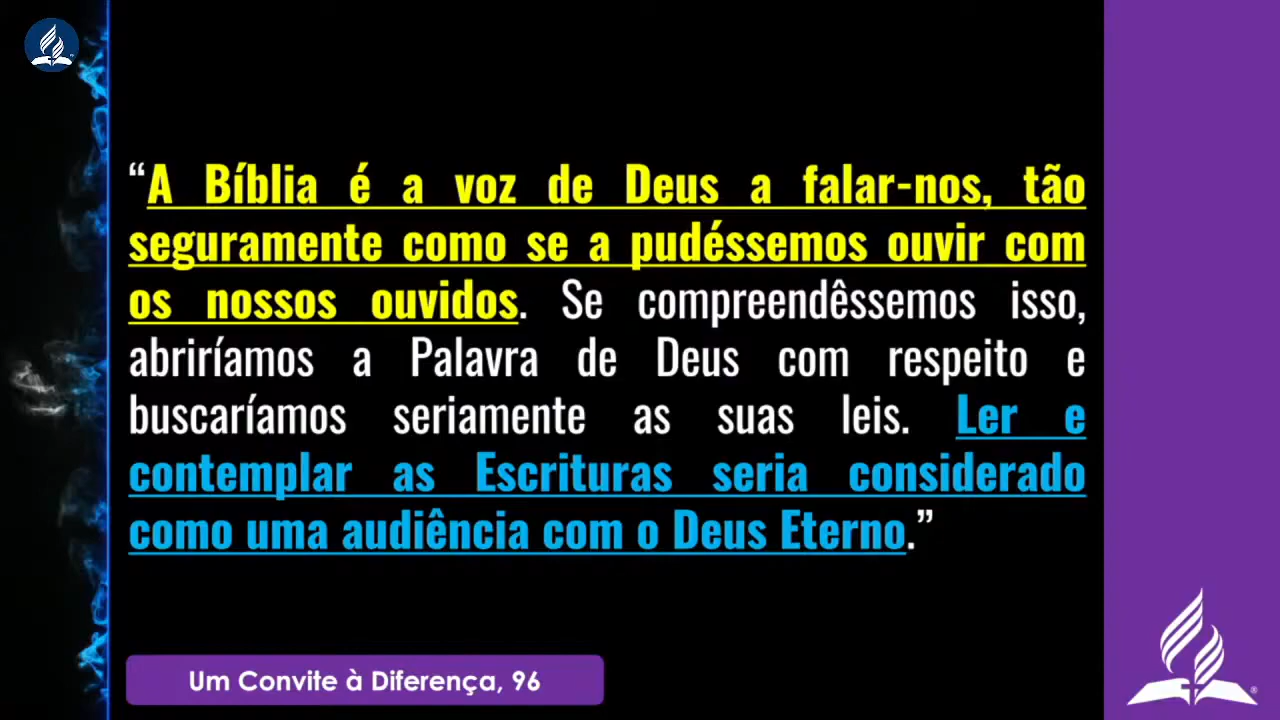 “A Bíblia é a voz de Deus a falar-nos, tão
seguramente como se a pudéssemos ouvir com
os nossos ouvidos. Se compreendêssemos isso,
abriríamos a Palavra de Deus com respeito e
buscaríamos seriamente as suas leis. Ler e
contemplar as Escrituras seria considerado
como uma audiência com o Deus Eterno.”
Um Convite à Diferença, 96